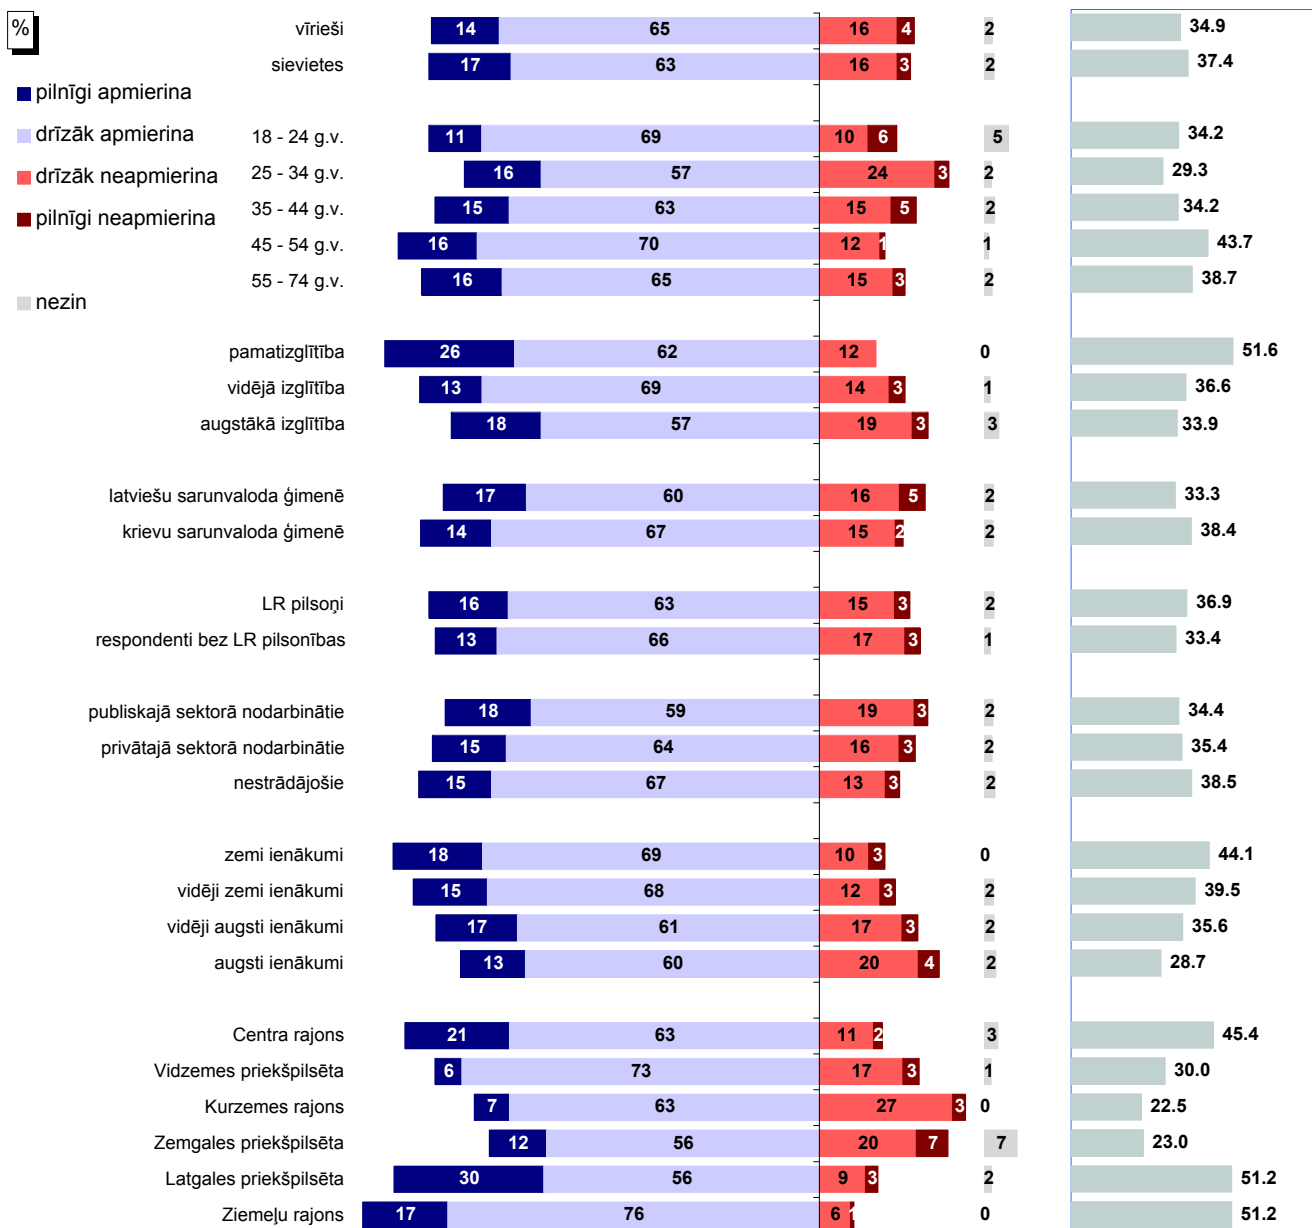 %
pilnīgi apmierina
drīzāk apmierina
drīzāk neapmierina
pilnīgi neapmierina
nezin
vīrieši 14 65 16 4 2 34.9
sievietes 17 63 16 3 2 37.4
18 - 24 g.v. 11 69 10 6 5 34.2
25 - 34 g.v. 16 57 24 3 2 29.3
35 - 44 g.v. 15 63 15 5 2 34.2
45 - 54 g.v. 16 70 12 1 1 43.7
55 - 74 g.v. 16 65 15 3 2 38.7
pamatizglītība 26 62 12 0 51.6
vidējā izglītība 13 69 14 3 1 36.6
augstākā izglītība 18 57 19 3 3 33.9
latviešu sarunvaloda ģimenē 17 60 16 5 2 33.3
krievu sarunvaloda ģimenē 14 67 15 2 2 38.4
LR pilsoņi 16 63 15 3 2 36.9
respondenti bez LR pilsonības 13 66 17 3 1 33.4
publiskajā sektorā nodarbinātie 18 59 19 3 2 34.4
privātajā sektorā nodarbinātie 15 64 16 3 2 35.4
nestrādājošie 15 67 13 3 2 38.5
zemi ienākumi 18 69 10 3 0 44.1
vidēji zemi ienākumi 15 68 12 3 2 39.5
vidēji augsti ienākumi 17 61 17 3 2 35.6
augsti ienākumi 13 60 20 4 2 28.7
Centra rajons 21 63 11 2 3 45.4
Vidzemes priekšpilsēta 6 73 17 3 1 30.0
Kurzemes rajons 7 63 27 3 0 22.5
Zemgales priekšpilsēta 12 56 20 7 7 23.0
Latgales priekšpilsēta 30 56 9 3 2 51.2
Ziemeļu rajons 17 76 6 1 0 51.2